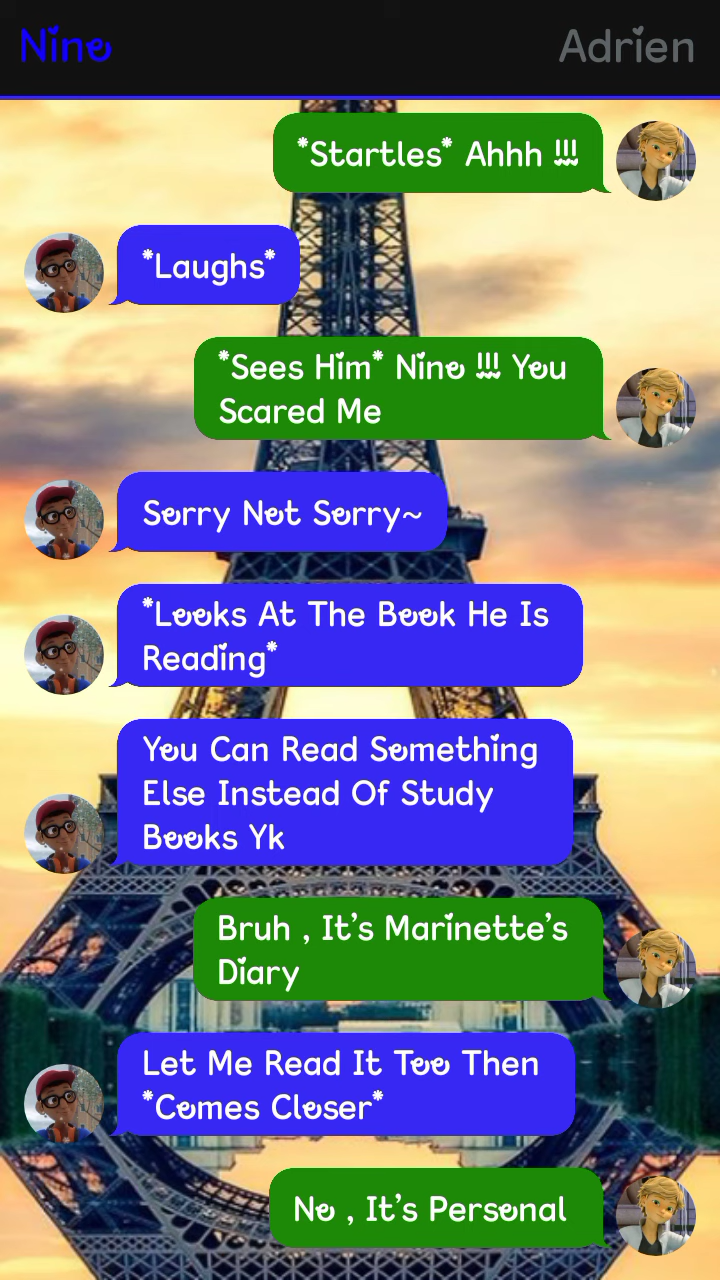 Nino
Adrien
*Startles* Ahhh !!!
*Laughs*
*Sees Him* Nino !!! You
Scared Me
Sorry Not Sorry~
*Looks At The Book He Is
Reading*
You Can Read Something
Else Instead Of Study
Books Yk
Bruh , It's Marinette's
Diary
Let Me Read It Too Then
*Comes Closer*
No , It's Personal